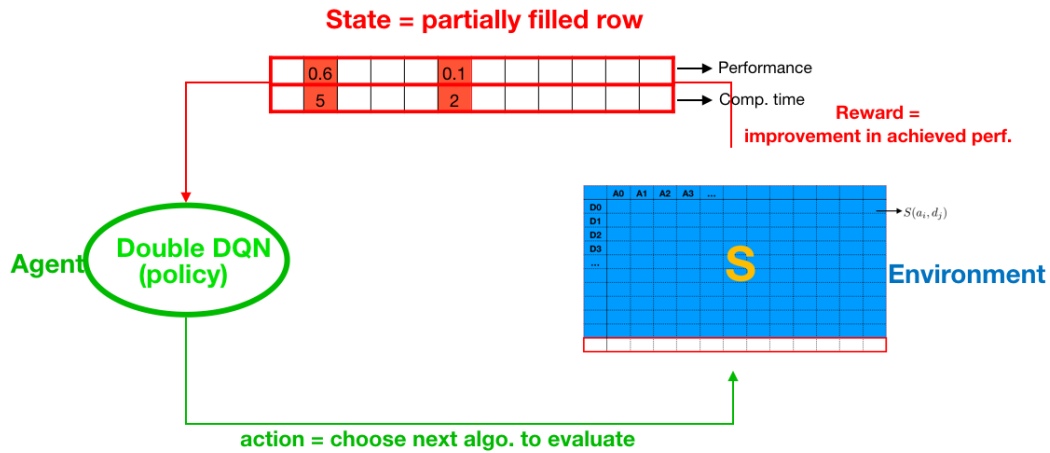 State = partially filled row
0.6 0.1
Performance
5 2
Comp. time
Reward =
improvement in achieved perf.
A0 A1 A2 A3 ...
D0
D1
D2
D3
...
S(a_i, d_j)
S
Agent
Double DQN
(policy)
Environment
action = choose next algo. to evaluate